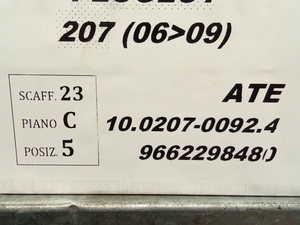 207 (06>09)
SCAFF. 23
PIANO C
POSIZ. 5
ATE
10.0207-0092.4
9662298480